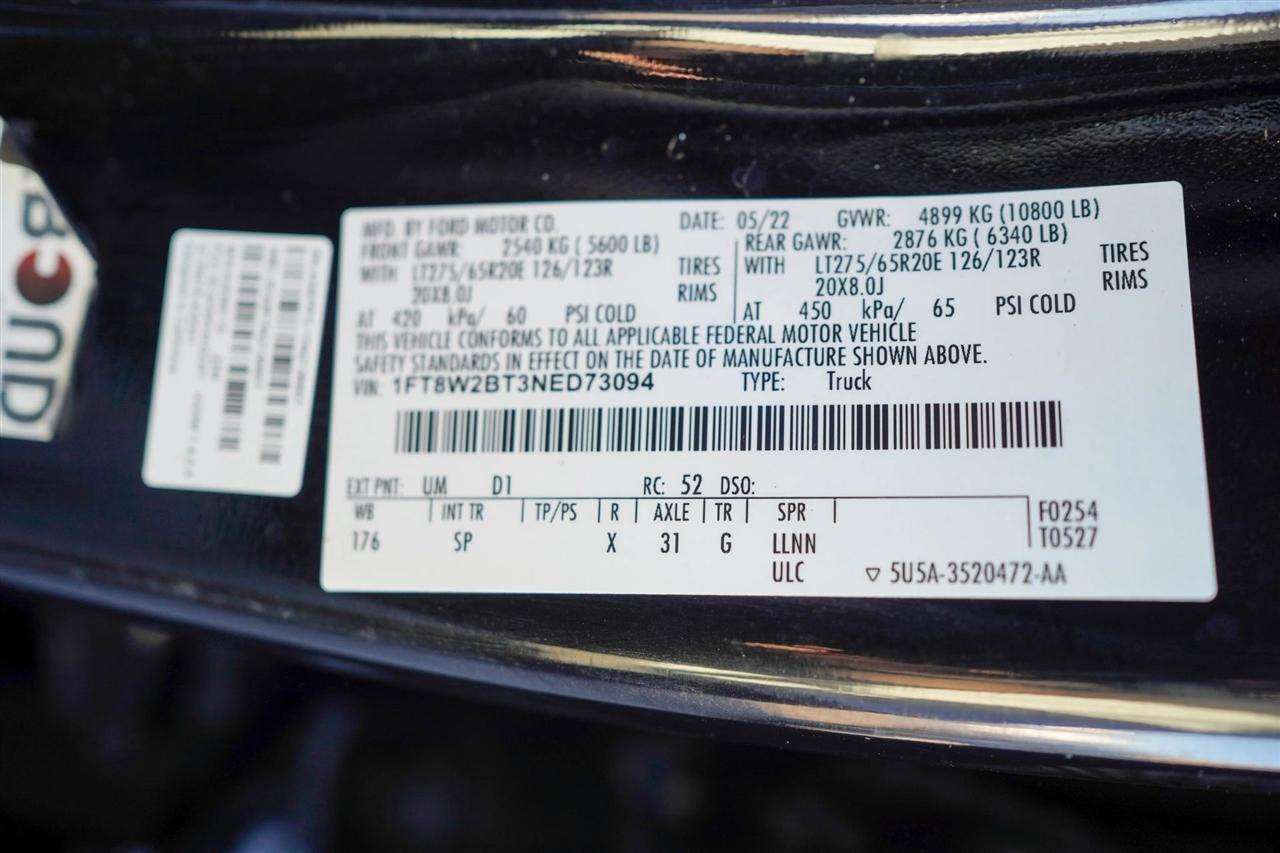 MFD. BY FORD MOTOR CO. DATE: 05/22 GVWR: 4899 KG (10800 LB)
FRONT GAWR: 2540 KG ( 5600 LB) REAR GAWR: 2876 KG ( 6340 LB)
WITH LT275/65R20E 126/123R TIRES WITH LT275/65R20E 126/123R TIRES
20X8.0J RIMS 20X8.0J RIMS
AT 420 kPa/ 60 PSI COLD AT 450 kPa/ 65 PSI COLD
THIS VEHICLE CONFORMS TO ALL APPLICABLE FEDERAL MOTOR VEHICLE
SAFETY STANDARDS IN EFFECT ON THE DATE OF MANUFACTURE SHOWN ABOVE.
VIN: 1FT8W2BT3NED73094 TYPE: Truck
EXT PNT: UM D1 RC: 52 DSO:
WB INT TR TP/PS R AXLE TR SPR F0254
176 SP X 31 G LLNN T0527
ULC ▽ 5U5A-3520472-AA